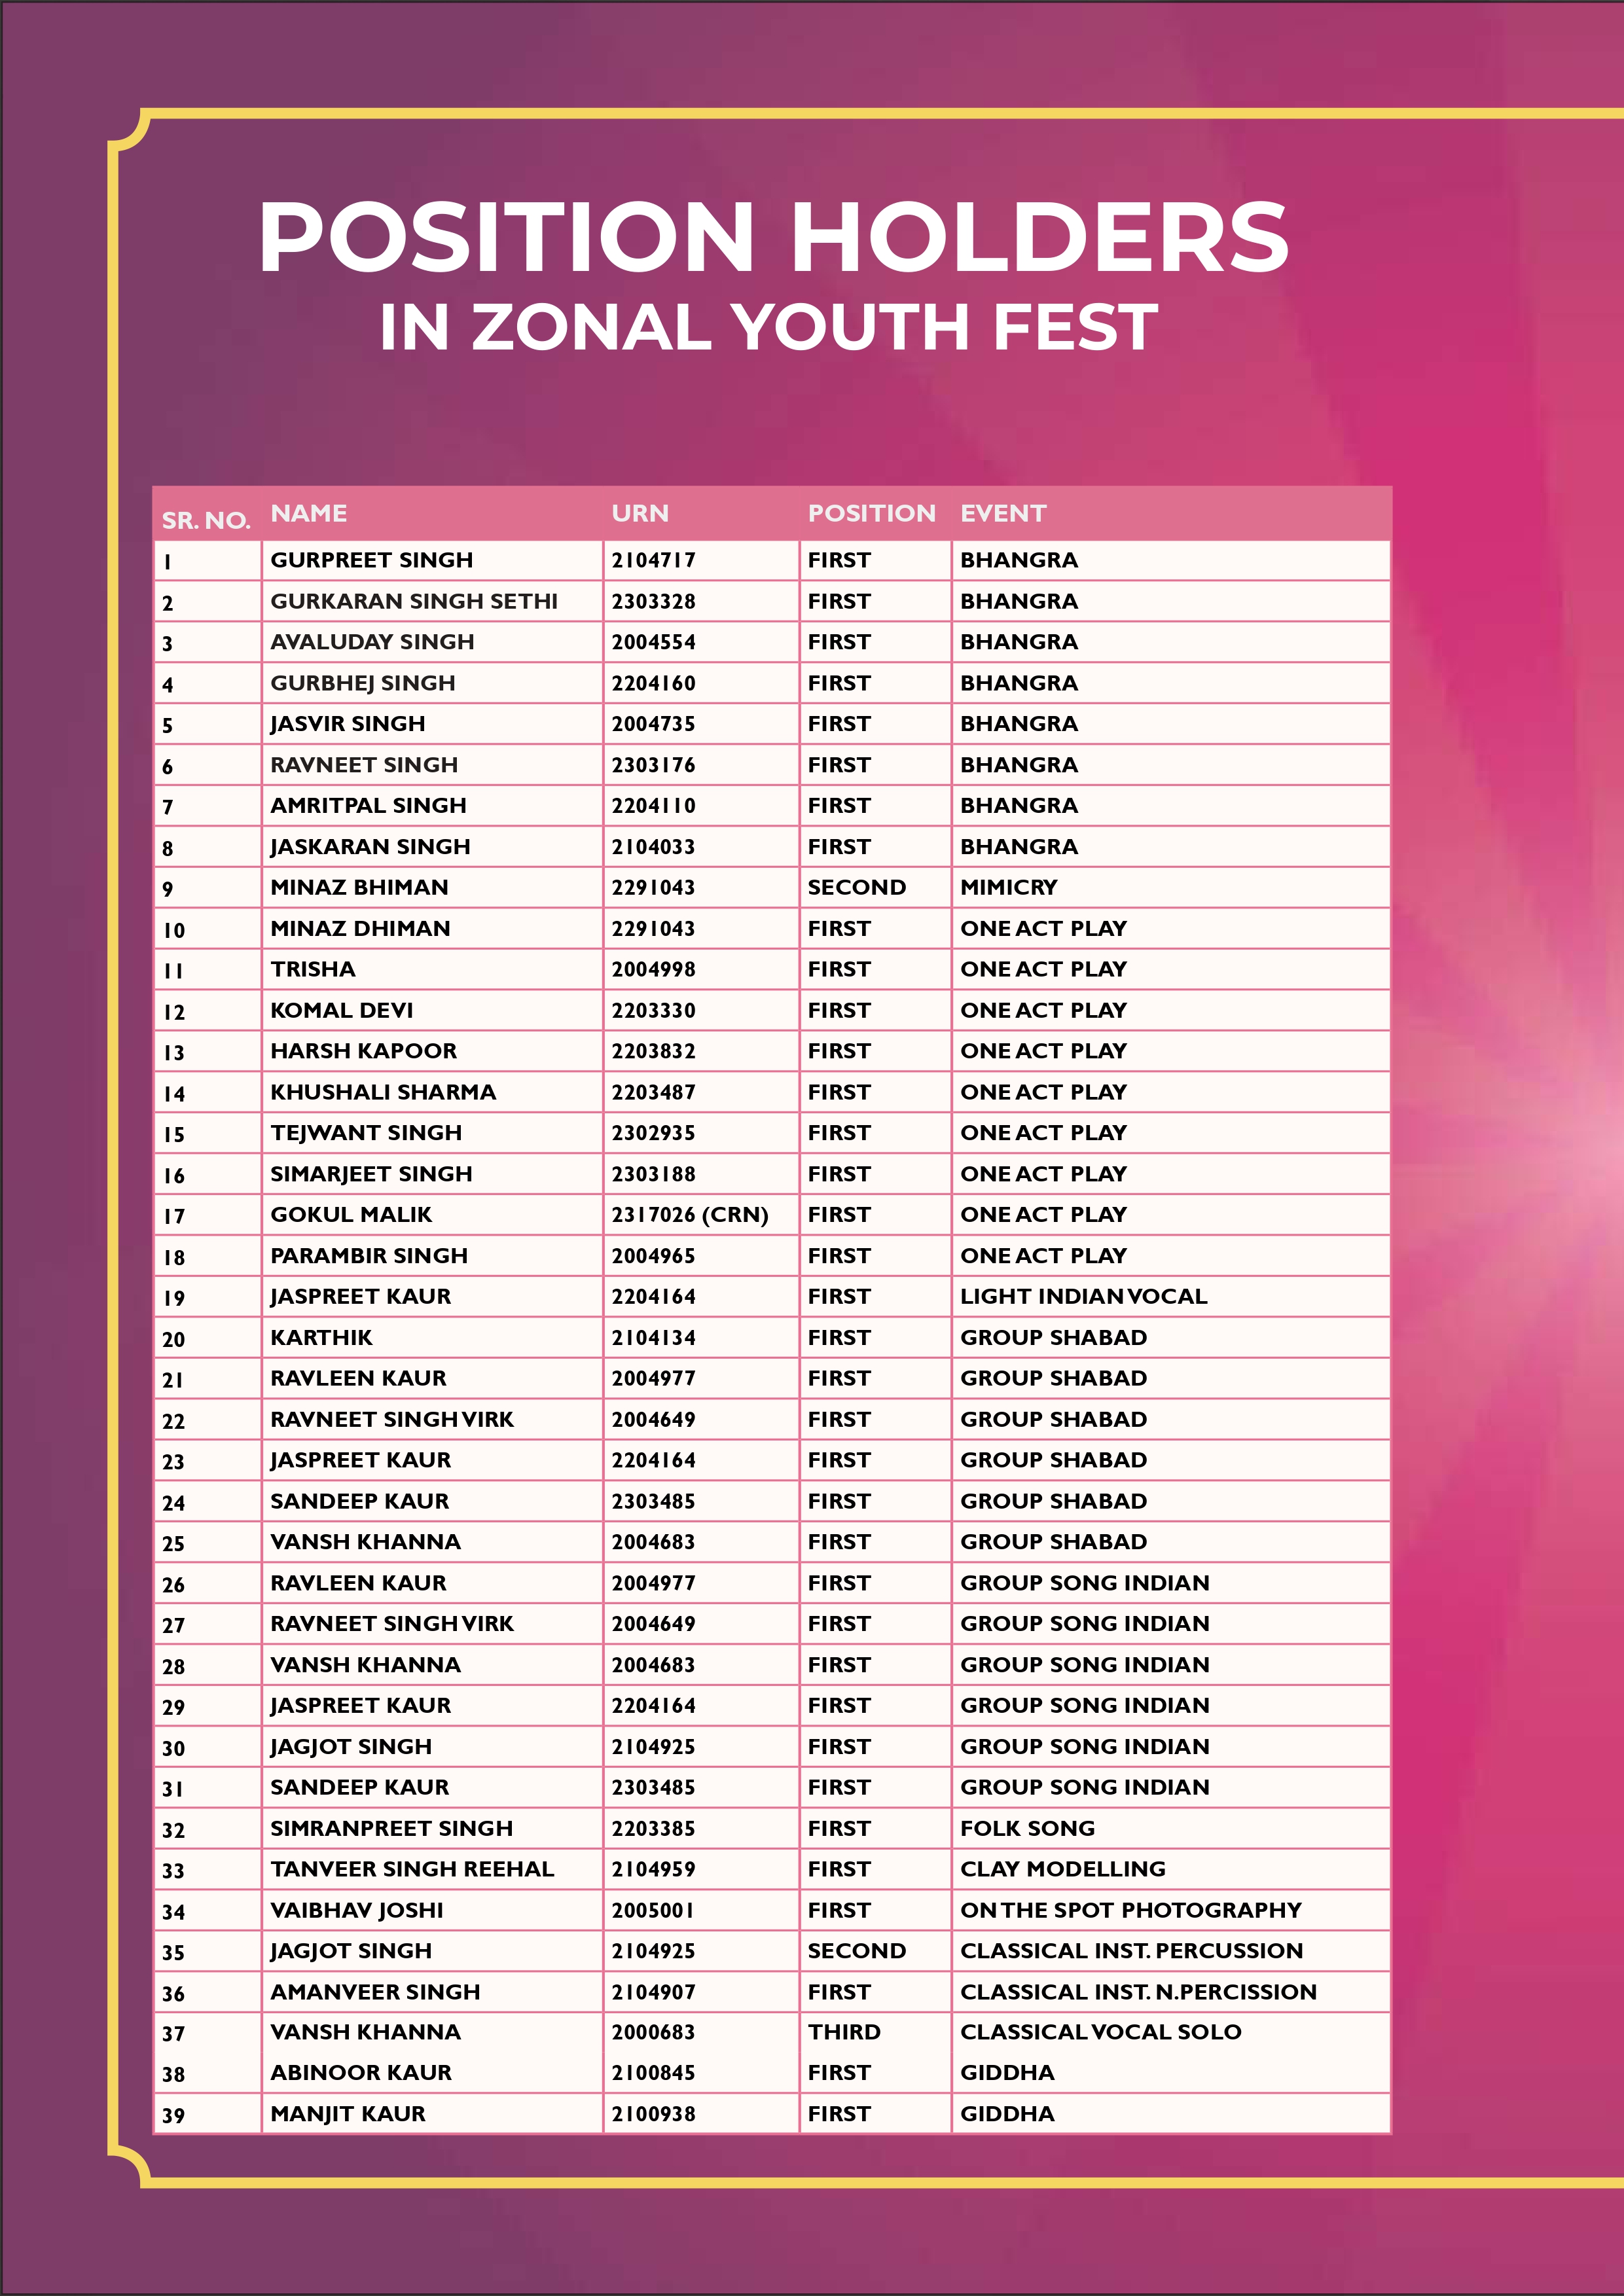 POSITION HOLDERS
IN ZONAL YOUTH FEST
SR. NO. NAME URN POSITION EVENT
1 GURPREET SINGH 2104717 FIRST BHANGRA
2 GURKARAN SINGH SETHI 2303328 FIRST BHANGRA
3 AVALUDAY SINGH 2004554 FIRST BHANGRA
4 GURBHEJ SINGH 2204160 FIRST BHANGRA
5 JASVIR SINGH 2004735 FIRST BHANGRA
6 RAVNEET SINGH 2303176 FIRST BHANGRA
7 AMRITPAL SINGH 2204110 FIRST BHANGRA
8 JASKARAN SINGH 2104033 FIRST BHANGRA
9 MINAZ BHIMAN 2291043 SECOND MIMICRY
10 MINAZ DHIMAN 2291043 FIRST ONE ACT PLAY
11 TRISHA 2004998 FIRST ONE ACT PLAY
12 KOMAL DEVI 2203330 FIRST ONE ACT PLAY
13 HARSH KAPOOR 2203832 FIRST ONE ACT PLAY
14 KHUSHALI SHARMA 2203487 FIRST ONE ACT PLAY
15 TEJWANT SINGH 2302935 FIRST ONE ACT PLAY
16 SIMARJEET SINGH 2303188 FIRST ONE ACT PLAY
17 GOKUL MALIK 2317026 (CRN) FIRST ONE ACT PLAY
18 PARAMBIR SINGH 2004965 FIRST ONE ACT PLAY
19 JASPREET KAUR 2204164 FIRST LIGHT INDIAN VOCAL
20 KARTHIK 2104134 FIRST GROUP SHABAD
21 RAVLEEN KAUR 2004977 FIRST GROUP SHABAD
22 RAVNEET SINGH VIRK 2004649 FIRST GROUP SHABAD
23 JASPREET KAUR 2204164 FIRST GROUP SHABAD
24 SANDEEP KAUR 2303485 FIRST GROUP SHABAD
25 VANSH KHANNA 2004683 FIRST GROUP SHABAD
26 RAVLEEN KAUR 2004977 FIRST GROUP SONG INDIAN
27 RAVNEET SINGH VIRK 2004649 FIRST GROUP SONG INDIAN
28 VANSH KHANNA 2004683 FIRST GROUP SONG INDIAN
29 JASPREET KAUR 2204164 FIRST GROUP SONG INDIAN
30 JAGJOT SINGH 2104925 FIRST GROUP SONG INDIAN
31 SANDEEP KAUR 2303485 FIRST GROUP SONG INDIAN
32 SIMRANPREET SINGH 2203385 FIRST FOLK SONG
33 TANVEER SINGH REEHAL 2104959 FIRST CLAY MODELLING
34 VAIBHAV JOSHI 2005001 FIRST ON THE SPOT PHOTOGRAPHY
35 JAGJOT SINGH 2104925 SECOND CLASSICAL INST. PERCUSSION
36 AMANVEER SINGH 2104907 FIRST CLASSICAL INST. N.PERCISSION
37 VANSH KHANNA 2000683 THIRD CLASSICAL VOCAL SOLO
38 ABINOOR KAUR 2100845 FIRST GIDDHA
39 MANJIT KAUR 2100938 FIRST GIDDHA